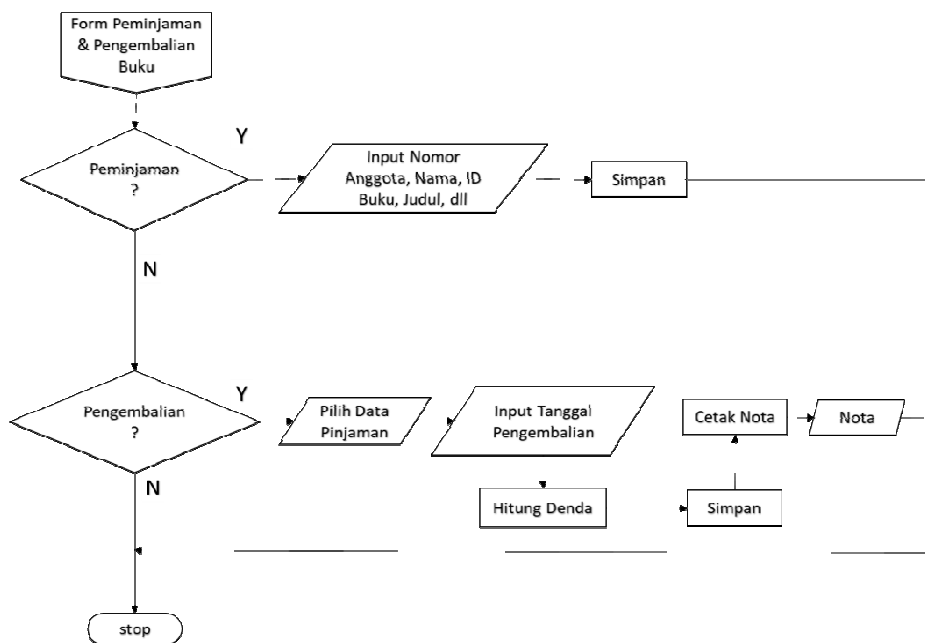 Form Peminjaman
& Pengembalian
Buku
Y
Peminjaman
?
Input Nomor
Anggota, Nama, ID
Buku, Judul, dll
Simpan
N
Y
Pengembalian
?
Pilih Data
Pinjaman
Input Tanggal
Pengembalian
Cetak Nota
Nota
N
Hitung Denda
Simpan
stop